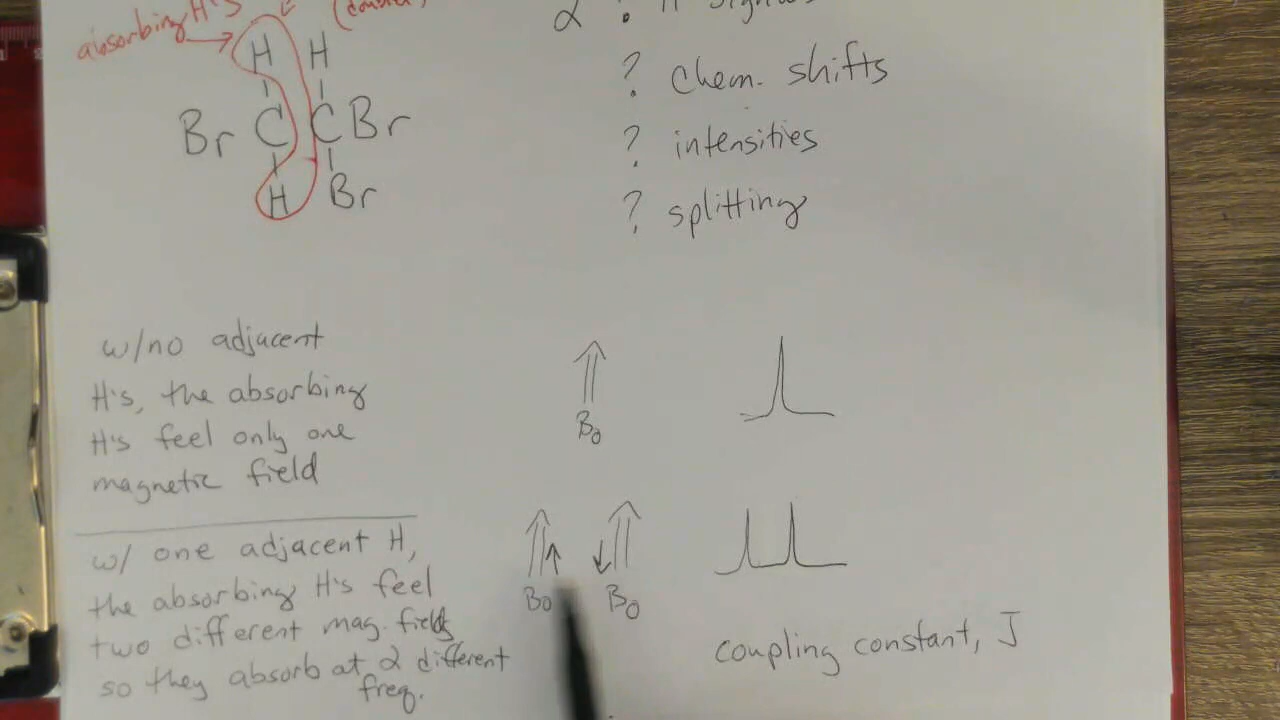 absorbing H's
H H
Br C C Br
H Br
2 ?
? Chem. shifts
? intensities
? splitting
w/no adjacent
H's, the absorbing
H's feel only one
magnetic field
B0
w/ one adjacent H,
the absorbing H's feel
two different mag. fields
so they absorb at 2 different
freq.
B0 B0
coupling constant, J